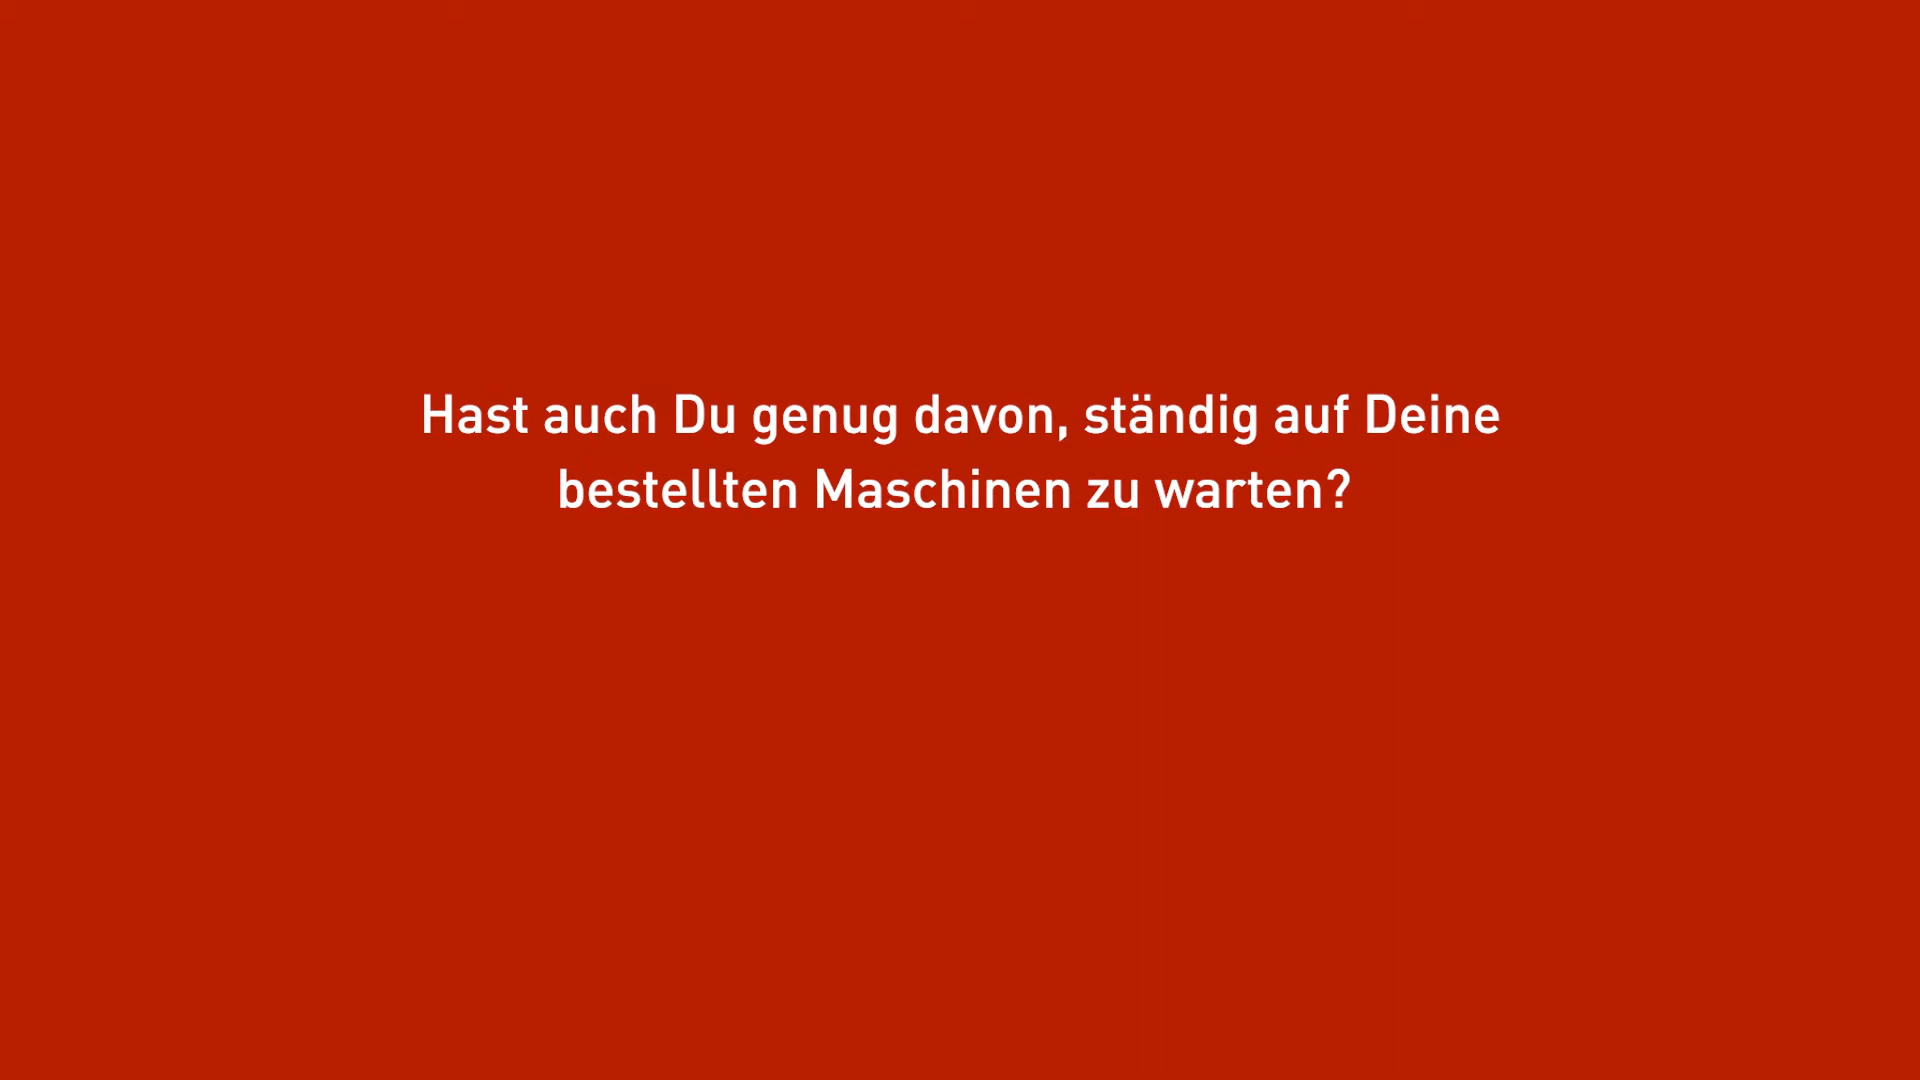 Hast auch Du genug davon, ständig auf Deine
bestellten Maschinen zu warten?